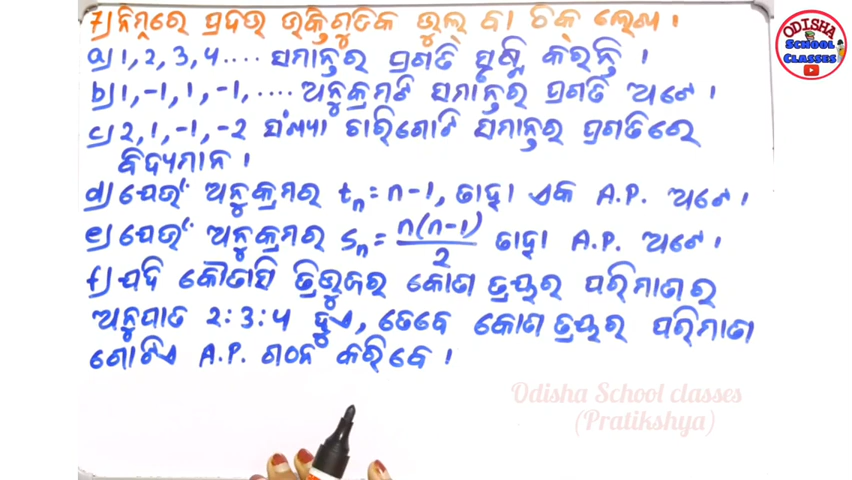 7) ନିମ୍ନରେ ପ୍ରଦତ୍ତ ଉକ୍ତିଗୁଡିକ ଭୁଲ୍ ବା ଠିକ୍ ଲେଖ ।
a) 1, 2, 3, 4 .... ସମାନ୍ତର ପ୍ରଗତି ସୃଷ୍ଟି କରନ୍ତି ।
b) 1, -1, 1, -1, .... ଅନୁକ୍ରମଟି ସମାନ୍ତର ପ୍ରଗତି ଅଟେ ।
c) 2, 1, -1, -2 ସଂଖ୍ୟା ଚାରିଗୋଟି ସମାନ୍ତର ପ୍ରଗତିରେ
ବିଦ୍ୟମାନ ।
d) ଯେଉଁ ଅନୁକ୍ରମର tₙ = n-1, ତାହା ଏକ A.P. ଅଟେ ।
e) ଯେଉଁ ଅନୁକ୍ରମର Sₙ = n(n-1)/2 ତାହା A.P. ଅଟେ ।
f) ଯଦି କୌଣସି ତ୍ରିଭୁଜର କୋଣ ତ୍ରୟର ପରିମାଣର
ଅନୁପାତ 2:3:4 ହୁଏ, ତେବେ କୋଣ ତ୍ରୟର ପରିମାଣ
ଗୋଟିଏ A.P. ଗଠନ କରିବେ ।
ODISHA
SCHOOL
CLASSES
Odisha School classes
(Pratikshya)